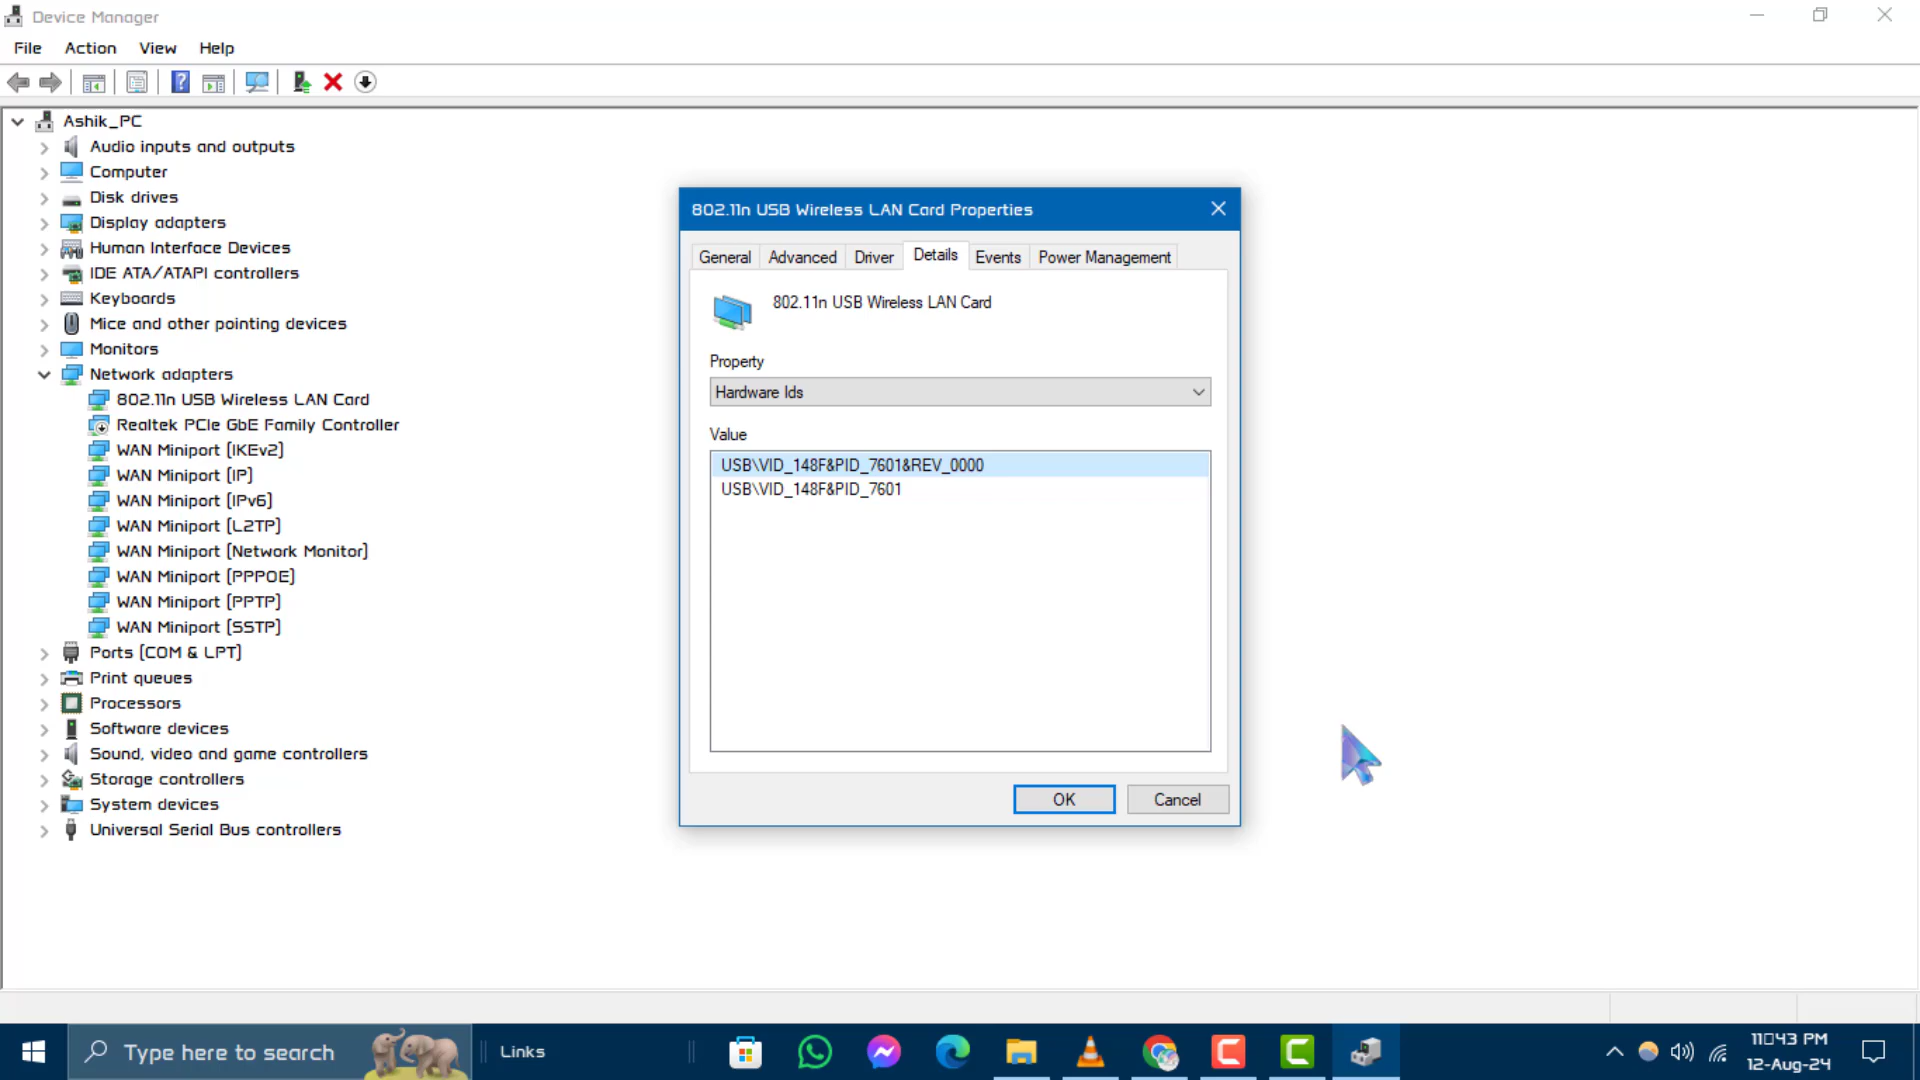 Device Manager
File Action View Help
Ashik_PC
Audio inputs and outputs
Computer
Disk drives
Display adapters
Human Interface Devices
IDE ATA/ATAPI controllers
Keyboards
Mice and other pointing devices
Monitors
Network adapters
802.11n USB Wireless LAN Card
Realtek PCIe GbE Family Controller
WAN Miniport (IKEv2)
WAN Miniport (IP)
WAN Miniport (IPv6)
WAN Miniport (L2TP)
WAN Miniport (Network Monitor)
WAN Miniport (PPPOE)
WAN Miniport (PPTP)
WAN Miniport (SSTP)
Ports (COM & LPT)
Print queues
Processors
Software devices
Sound, video and game controllers
Storage controllers
System devices
Universal Serial Bus controllers
802.11n USB Wireless LAN Card Properties
General Advanced Driver Details Events Power Management
802.11n USB Wireless LAN Card
Property
Hardware Ids
Value
USB\VID_148F&PID_7601&REV_0000
USB\VID_148F&PID_7601
OK Cancel
Type here to search
Links
11□43 PM
12-Aug-24